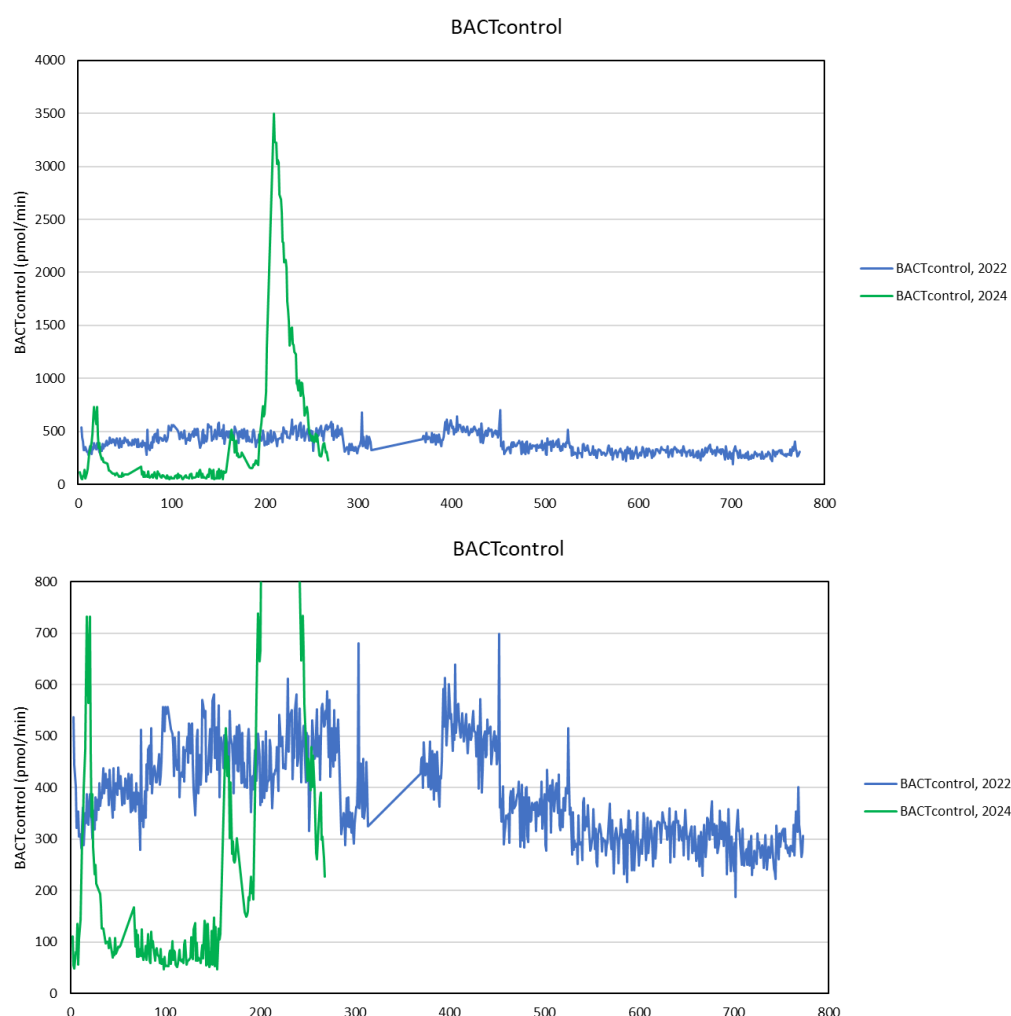 BACTcontrol
4000
3500
3000
2500
2000
1500
1000
500
0
BACTcontrol (pmol/min)
0 100 200 300 400 500 600 700 800
BACTcontrol, 2022
BACTcontrol, 2024
BACTcontrol
800
700
600
500
400
300
200
100
0
BACTcontrol (pmol/min)
0 100 200 300 400 500 600 700 800
BACTcontrol, 2022
BACTcontrol, 2024